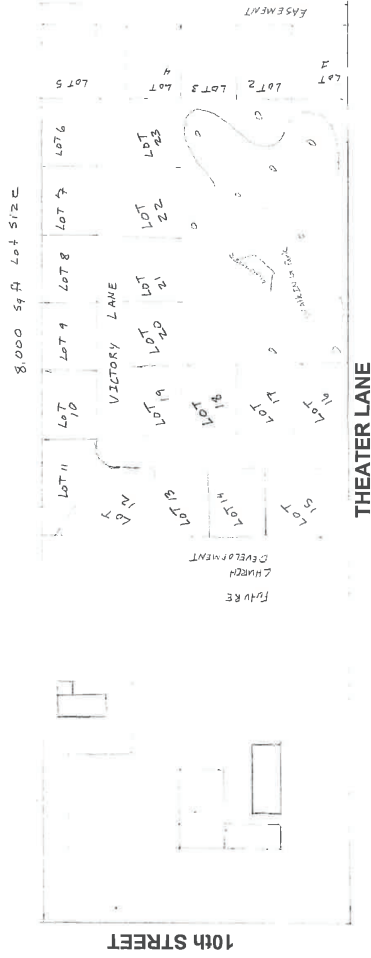 EASEMENT
8,000 sq ft Lot Size
LOT 5
LOT 4
LOT 3
LOT 2
LOT 1
LOT 6
LOT 23
LOT 7
LOT 22
LOT 8
LOT 21
LOT 9
LOT 20
VICTORY LANE
WALKING PARK
LOT 10
LOT 19
LOT 18
LOT 17
LOT 16
LOT 11
LOT 12
LOT 13
LOT 14
LOT 15
THEATER LANE
FUTURE
CHURCH
DEVELOPMENT
10th STREET